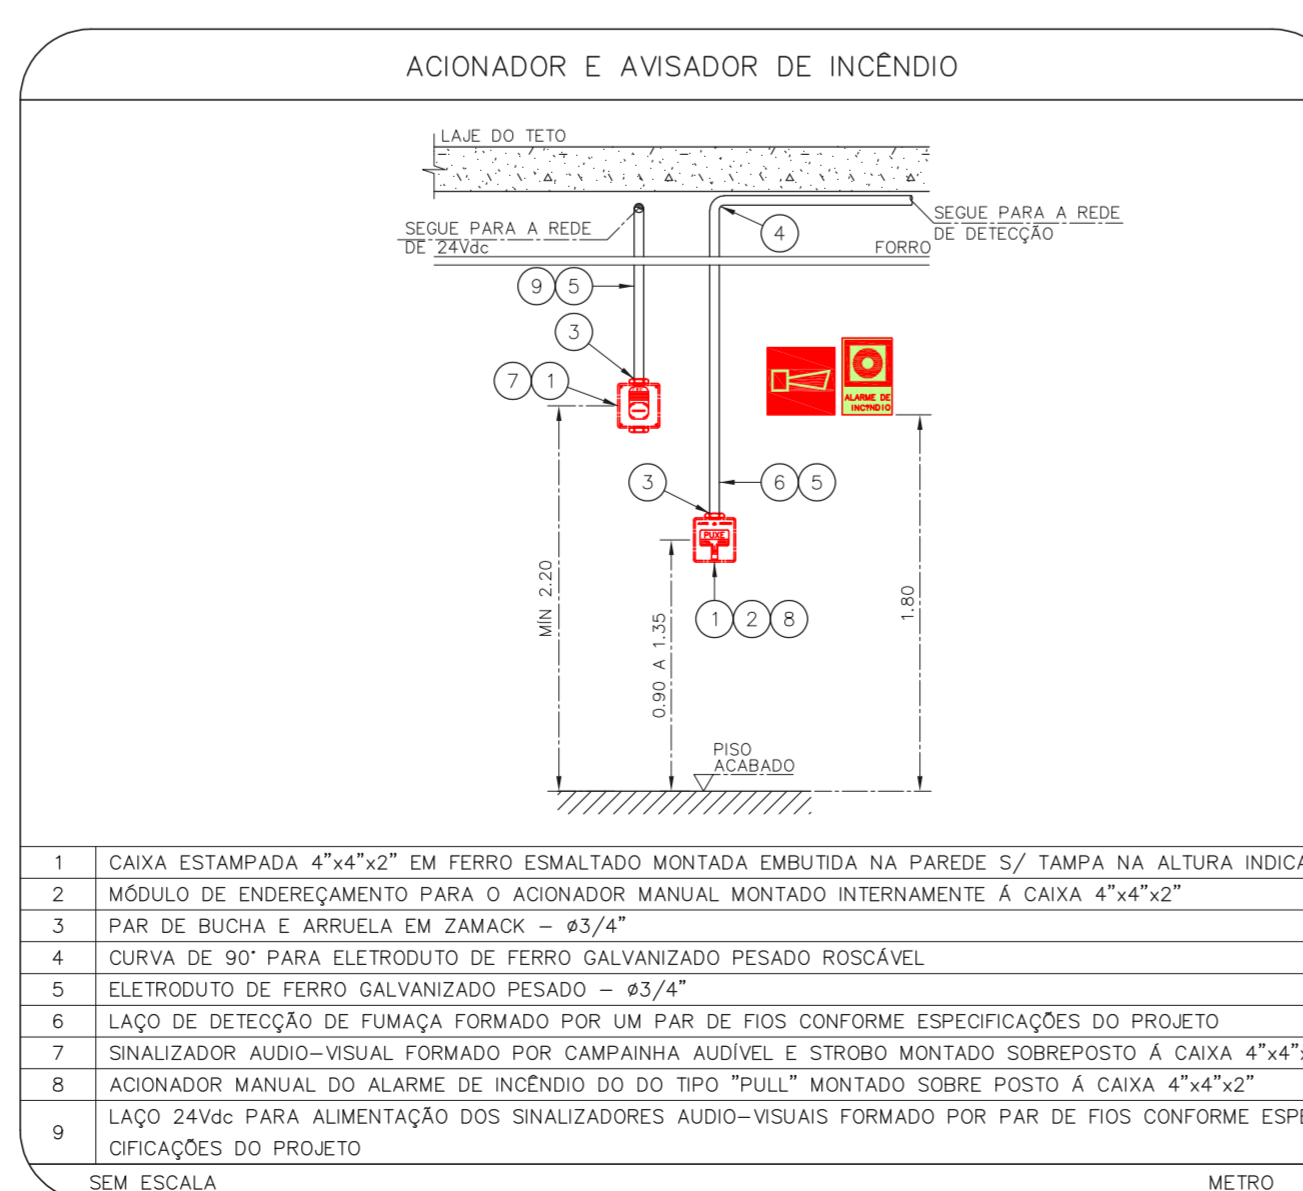 ACIONADOR E AVISADOR DE INCÊNDIO
LAJE DO TETO
SEGUE PARA A REDE
DE 24Vdc
SEGUE PARA A REDE
DE DETECÇÃO
4
FORRO
9 5
3
7 1
ALARME DE
3
6 5
PUXE
1 2 8
MÍN 2.20
0.90 A 1.35
1.80
PISO
ACABADO
1 CAIXA ESTAMPADA 4"x4"x2" EM FERRO ESMALTADO MONTADA EMBUTIDA NA PAREDE S/ TAMPA NA ALTURA INDICA
2 MÓDULO DE ENDEREÇAMENTO PARA O ACIONADOR MANUAL MONTADO INTERNAMENTE Á CAIXA 4"x4"x2"
3 PAR DE BUCHA E ARRUELA EM ZAMACK – ø3/4"
4 CURVA DE 90° PARA ELETRODUTO DE FERRO GALVANIZADO PESADO ROSCÁVEL
5 ELETRODUTO DE FERRO GALVANIZADO PESADO – ø3/4"
6 LAÇO DE DETECÇÃO DE FUMAÇA FORMADO POR UM PAR DE FIOS CONFORME ESPECIFICAÇÕES DO PROJETO
7 SINALIZADOR AUDIO–VISUAL FORMADO POR CAMPAINHA AUDÍVEL E STROBO MONTADO SOBREPOSTO Á CAIXA 4"x4"x
8 ACIONADOR MANUAL DO ALARME DE INCÊNDIO DO DO TIPO "PULL" MONTADO SOBRE POSTO Á CAIXA 4"x4"x2"
9 LAÇO 24Vdc PARA ALIMENTAÇÃO DOS SINALIZADORES AUDIO–VISUAIS FORMADO POR PAR DE FIOS CONFORME ESPE
CIFICAÇÕES DO PROJETO
SEM ESCALA
METRO